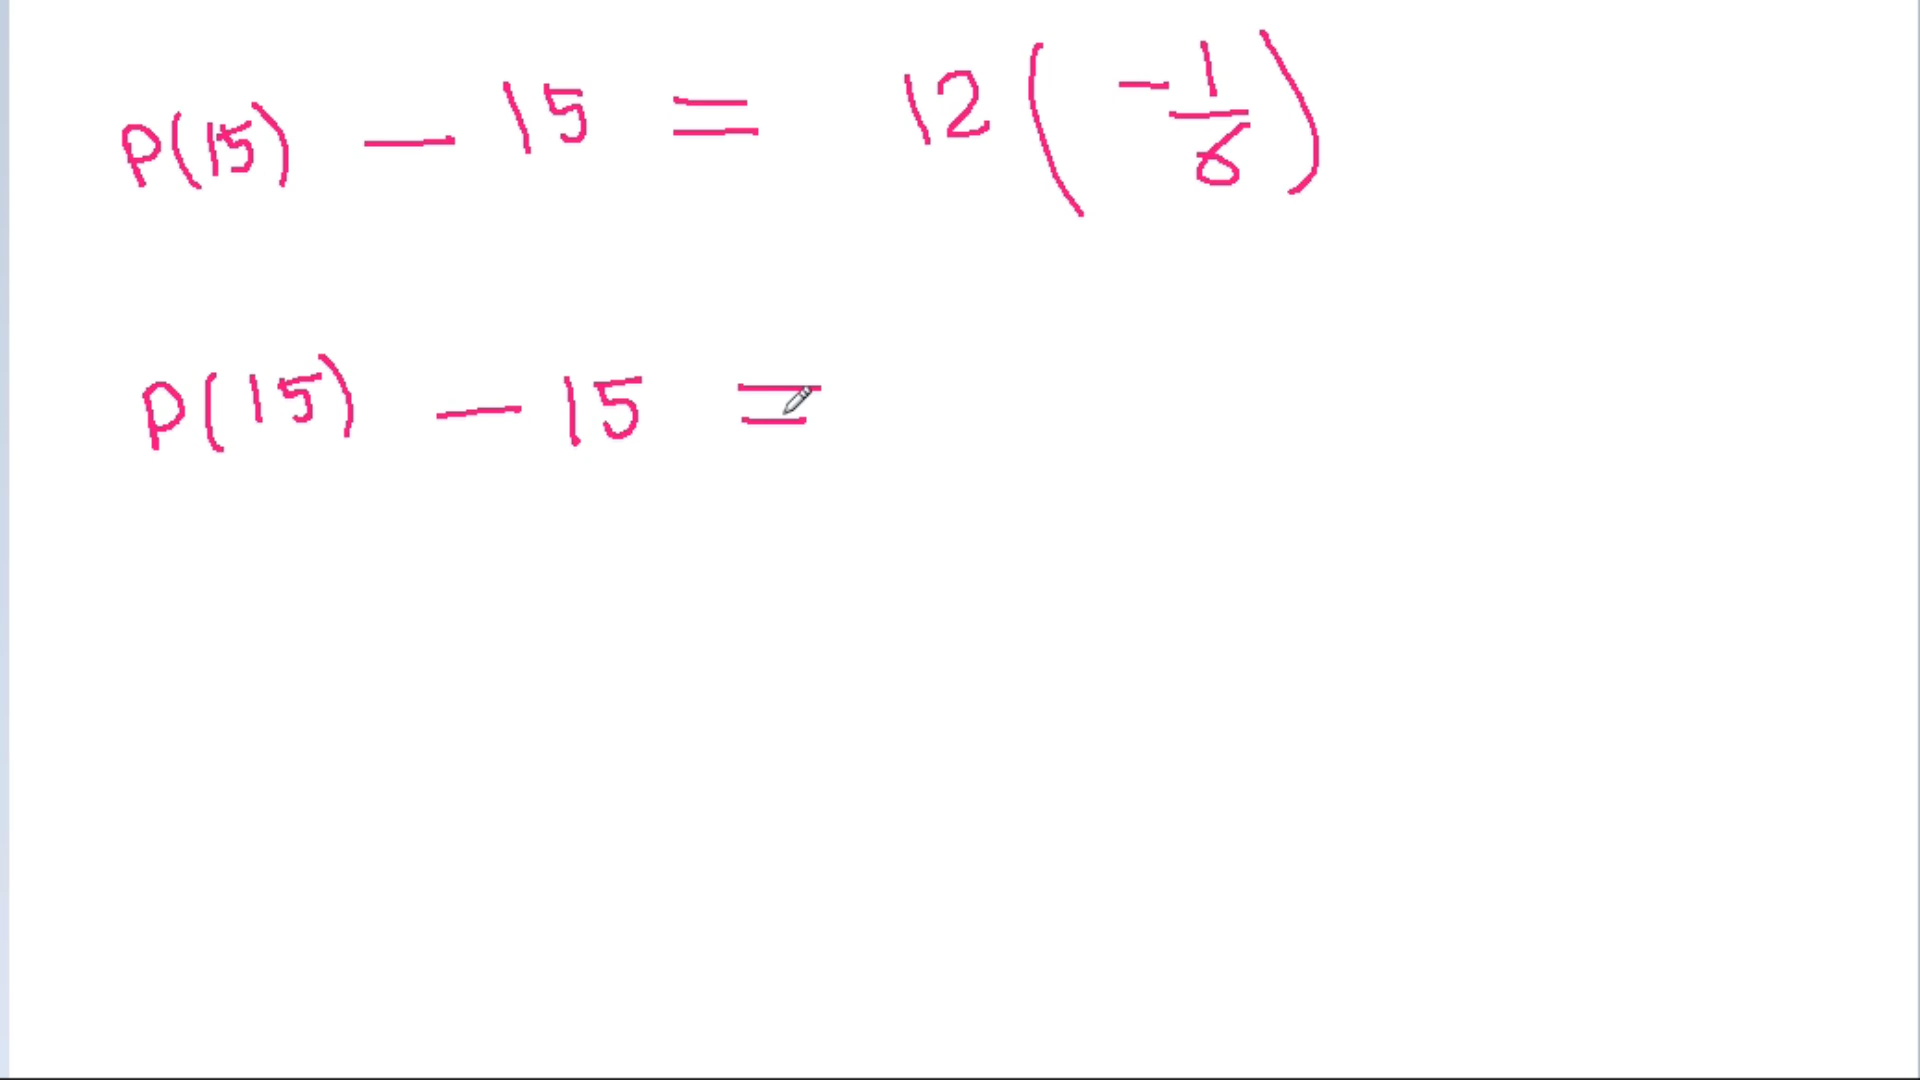 P(15) — 15 = 12(-1/6)
P(15) — 15 =